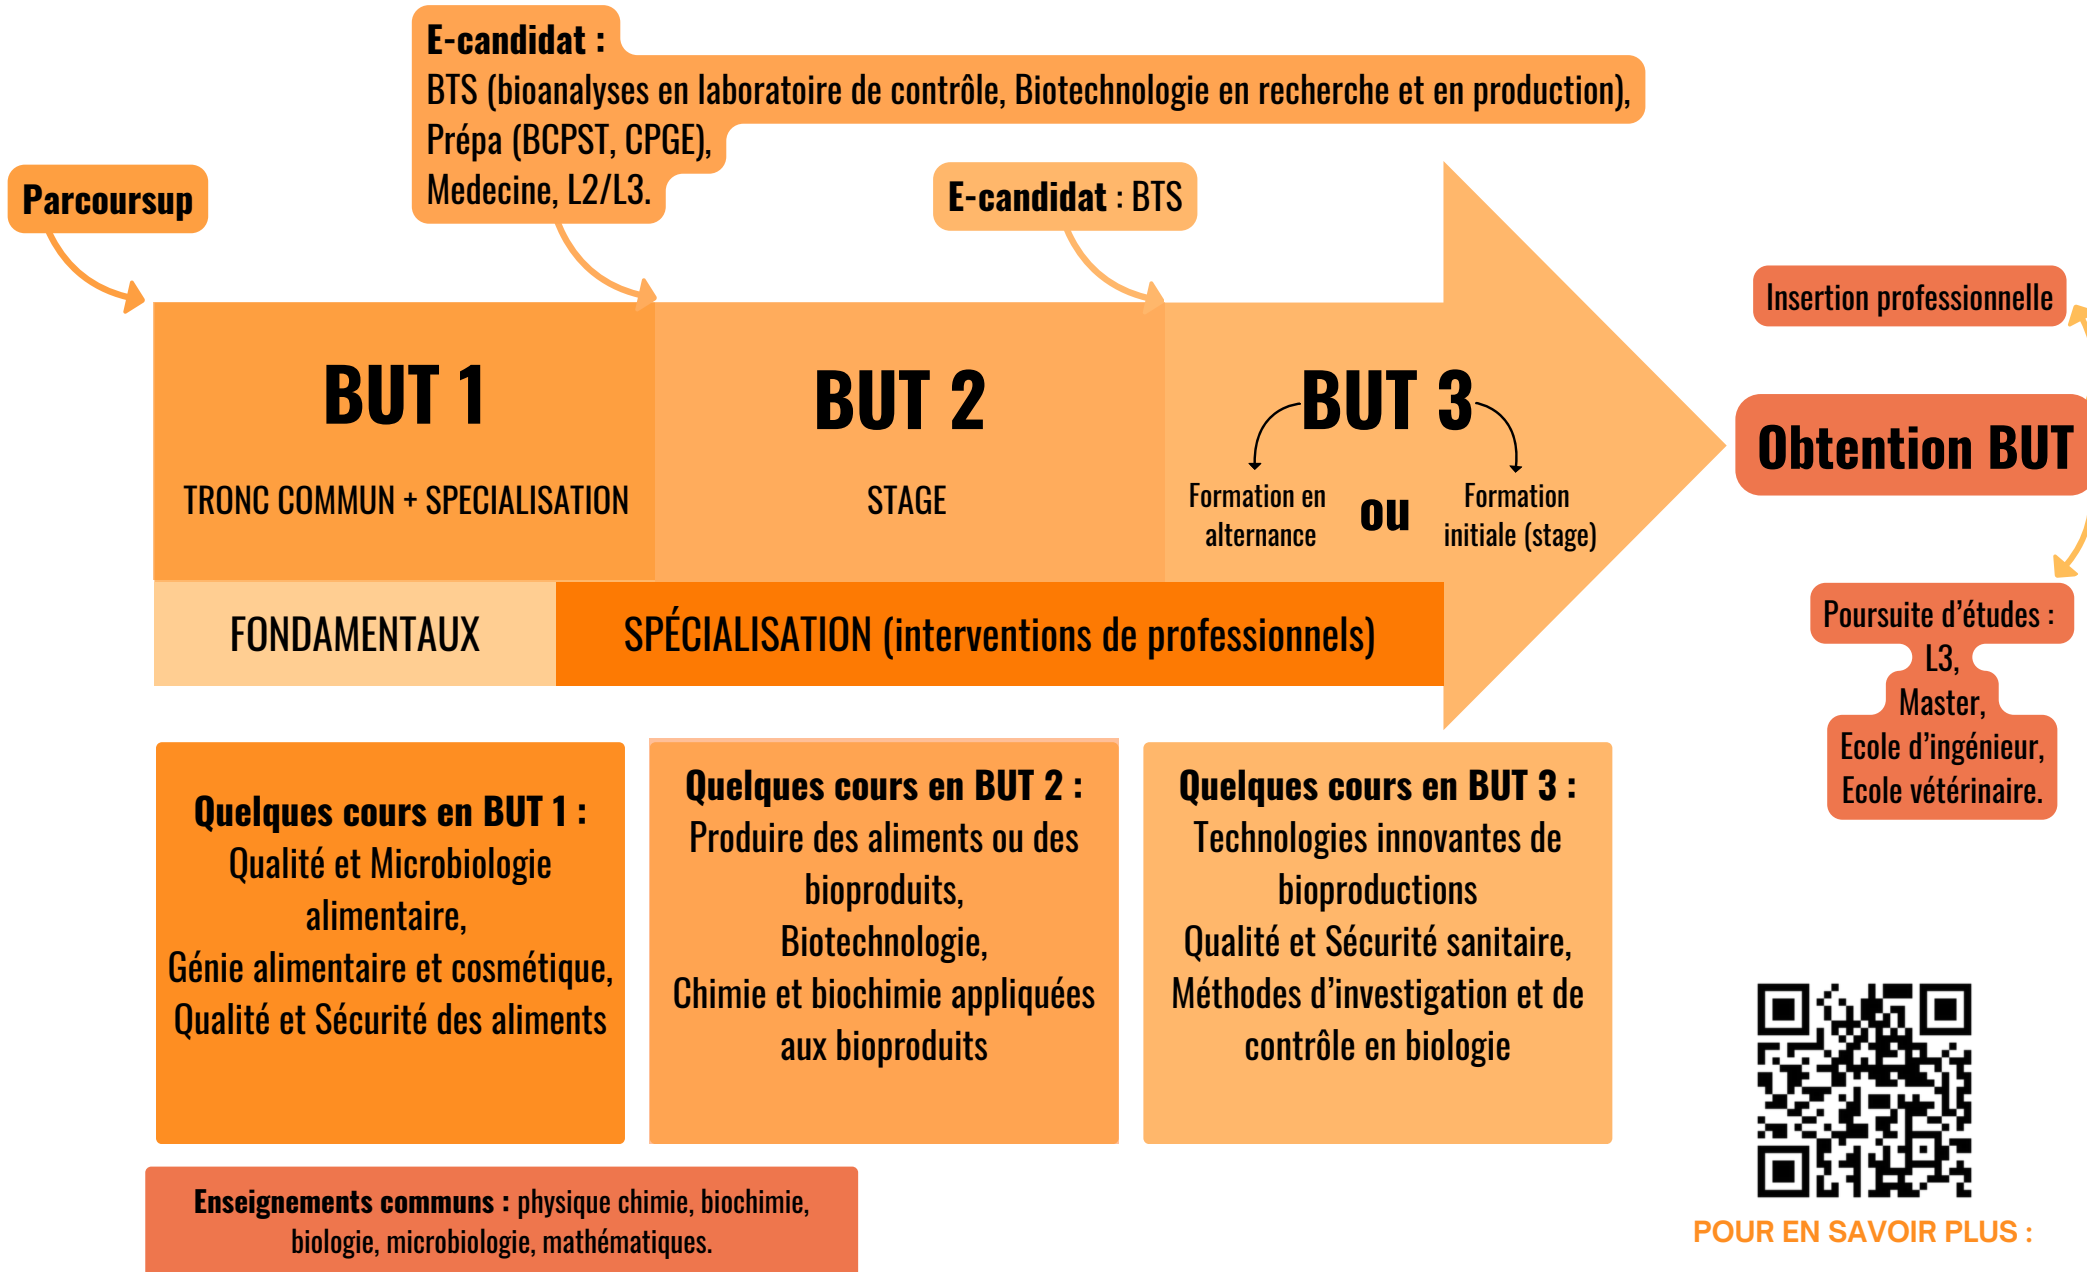 E-candidat :
BTS (bioanalyses en laboratoire de contrôle, Biotechnologie en recherche et en production),
Prépa (BCPST, CPGE),
Medecine, L2/L3.
Parcoursup
E-candidat : BTS
BUT 1
TRONC COMMUN + SPECIALISATION
BUT 2
STAGE
BUT 3
Formation en
alternance
ou
Formation
initiale (stage)
FONDAMENTAUX
SPÉCIALISATION (interventions de professionnels)
Insertion professionnelle
Obtention BUT
Poursuite d'études :
L3,
Master,
Ecole d'ingénieur,
Ecole vétérinaire.
Quelques cours en BUT 1 :
Qualité et Microbiologie
alimentaire,
Génie alimentaire et cosmétique,
Qualité et Sécurité des aliments
Quelques cours en BUT 2 :
Produire des aliments ou des
bioproduits,
Biotechnologie,
Chimie et biochimie appliquées
aux bioproduits
Quelques cours en BUT 3 :
Technologies innovantes de
bioproductions
Qualité et Sécurité sanitaire,
Méthodes d'investigation et de
contrôle en biologie
Enseignements communs : physique chimie, biochimie,
biologie, microbiologie, mathématiques.
POUR EN SAVOIR PLUS :